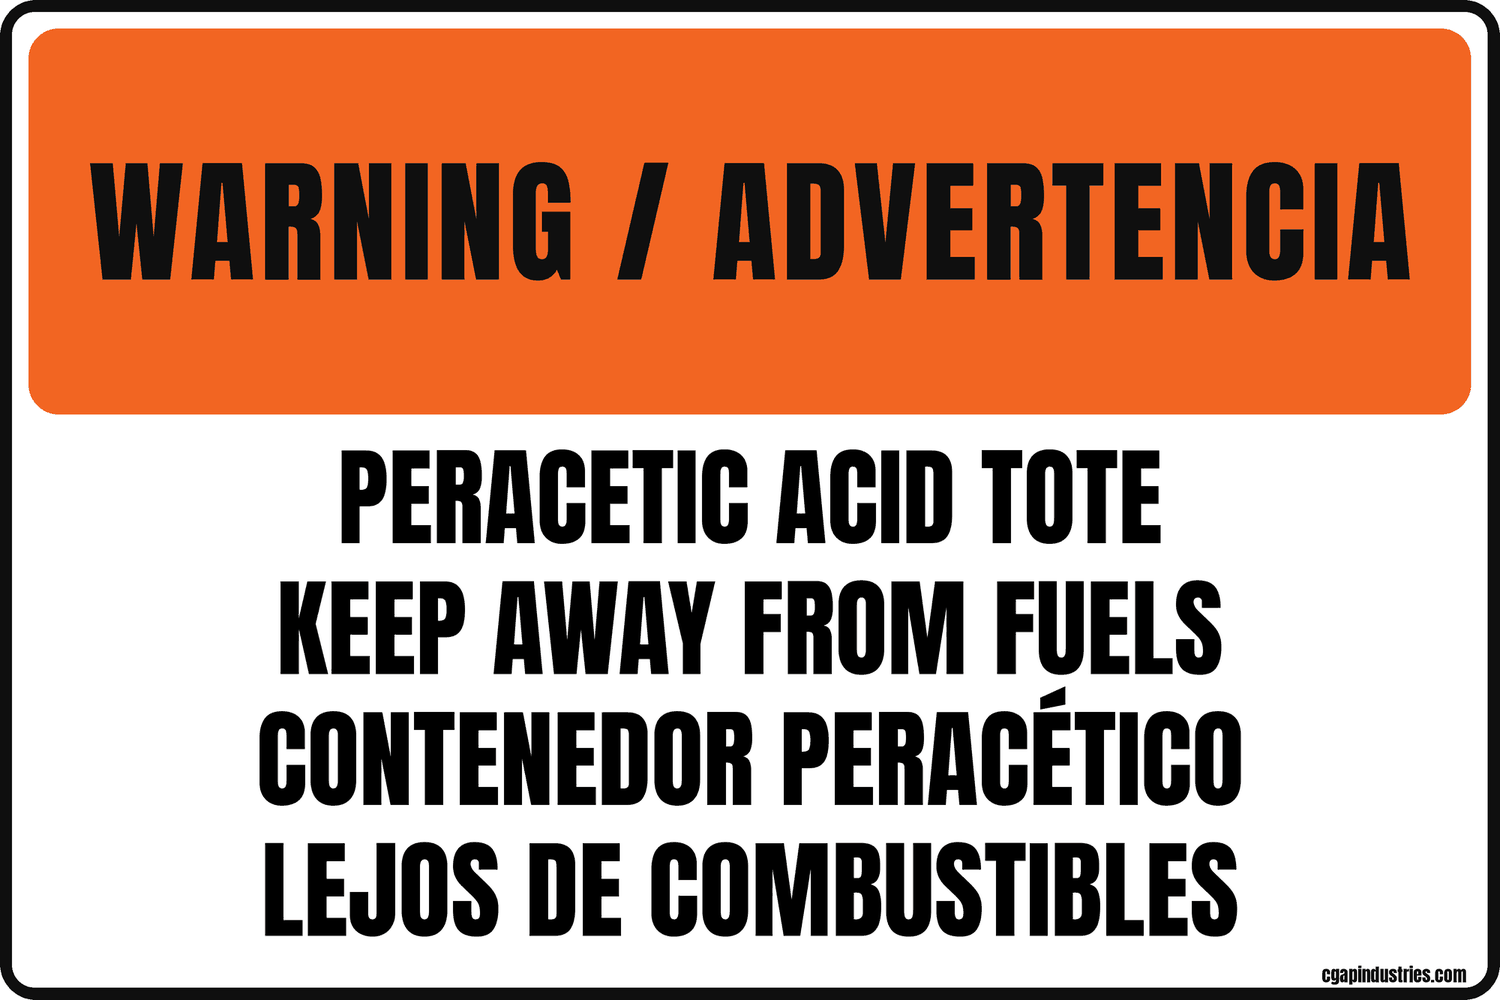 WARNING / ADVERTENCIA
PERACETIC ACID TOTE
KEEP AWAY FROM FUELS
CONTENEDOR PERACÉTICO
LEJOS DE COMBUSTIBLES
cgapindustries.com